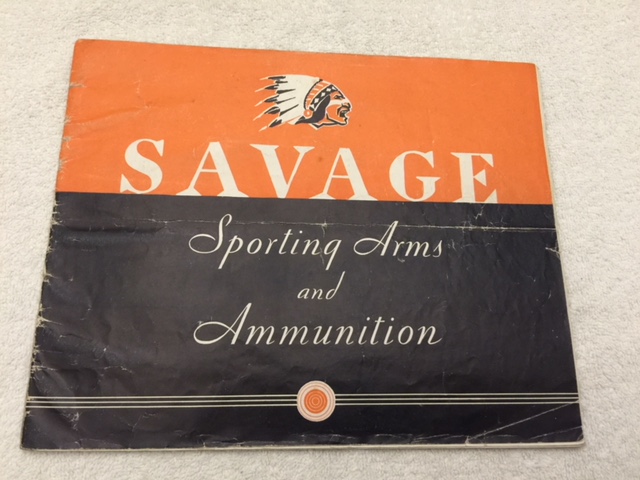 SAVAGE
Sporting Arms
and
Ammunition